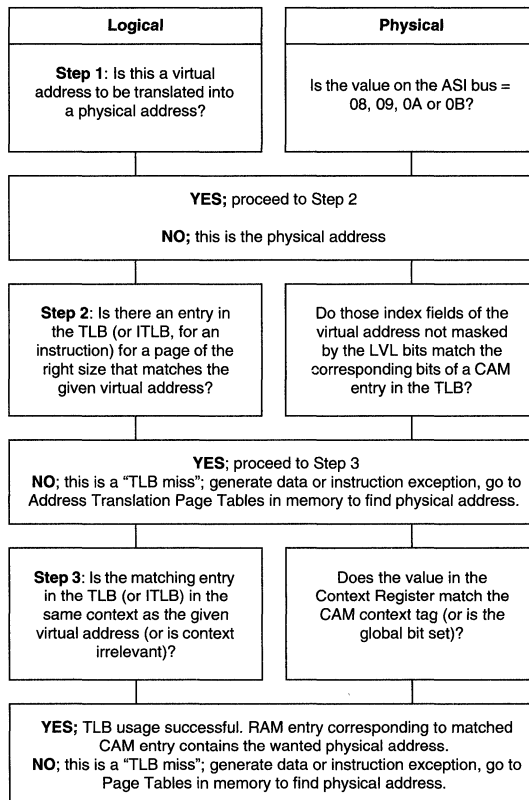 Logical
Physical
Step 1: Is this a virtual
address to be translated into
a physical address?
Is the value on the ASI bus =
08, 09, 0A or 0B?
YES; proceed to Step 2
NO; this is the physical address
Step 2: Is there an entry in
the TLB (or ITLB, for an
instruction) for a page of the
right size that matches the
given virtual address?
Do those index fields of the
virtual address not masked
by the LVL bits match the
corresponding bits of a CAM
entry in the TLB?
YES; proceed to Step 3
NO; this is a “TLB miss”; generate data or instruction exception, go to
Address Translation Page Tables in memory to find physical address.
Step 3: Is the matching entry
in the TLB (or ITLB) in the
same context as the given
virtual address (or is context
irrelevant)?
Does the value in the
Context Register match the
CAM context tag (or is the
global bit set)?
YES; TLB usage successful. RAM entry corresponding to matched
CAM entry contains the wanted physical address.
NO; this is a “TLB miss”; generate data or instruction exception, go to
Page Tables in memory to find physical address.